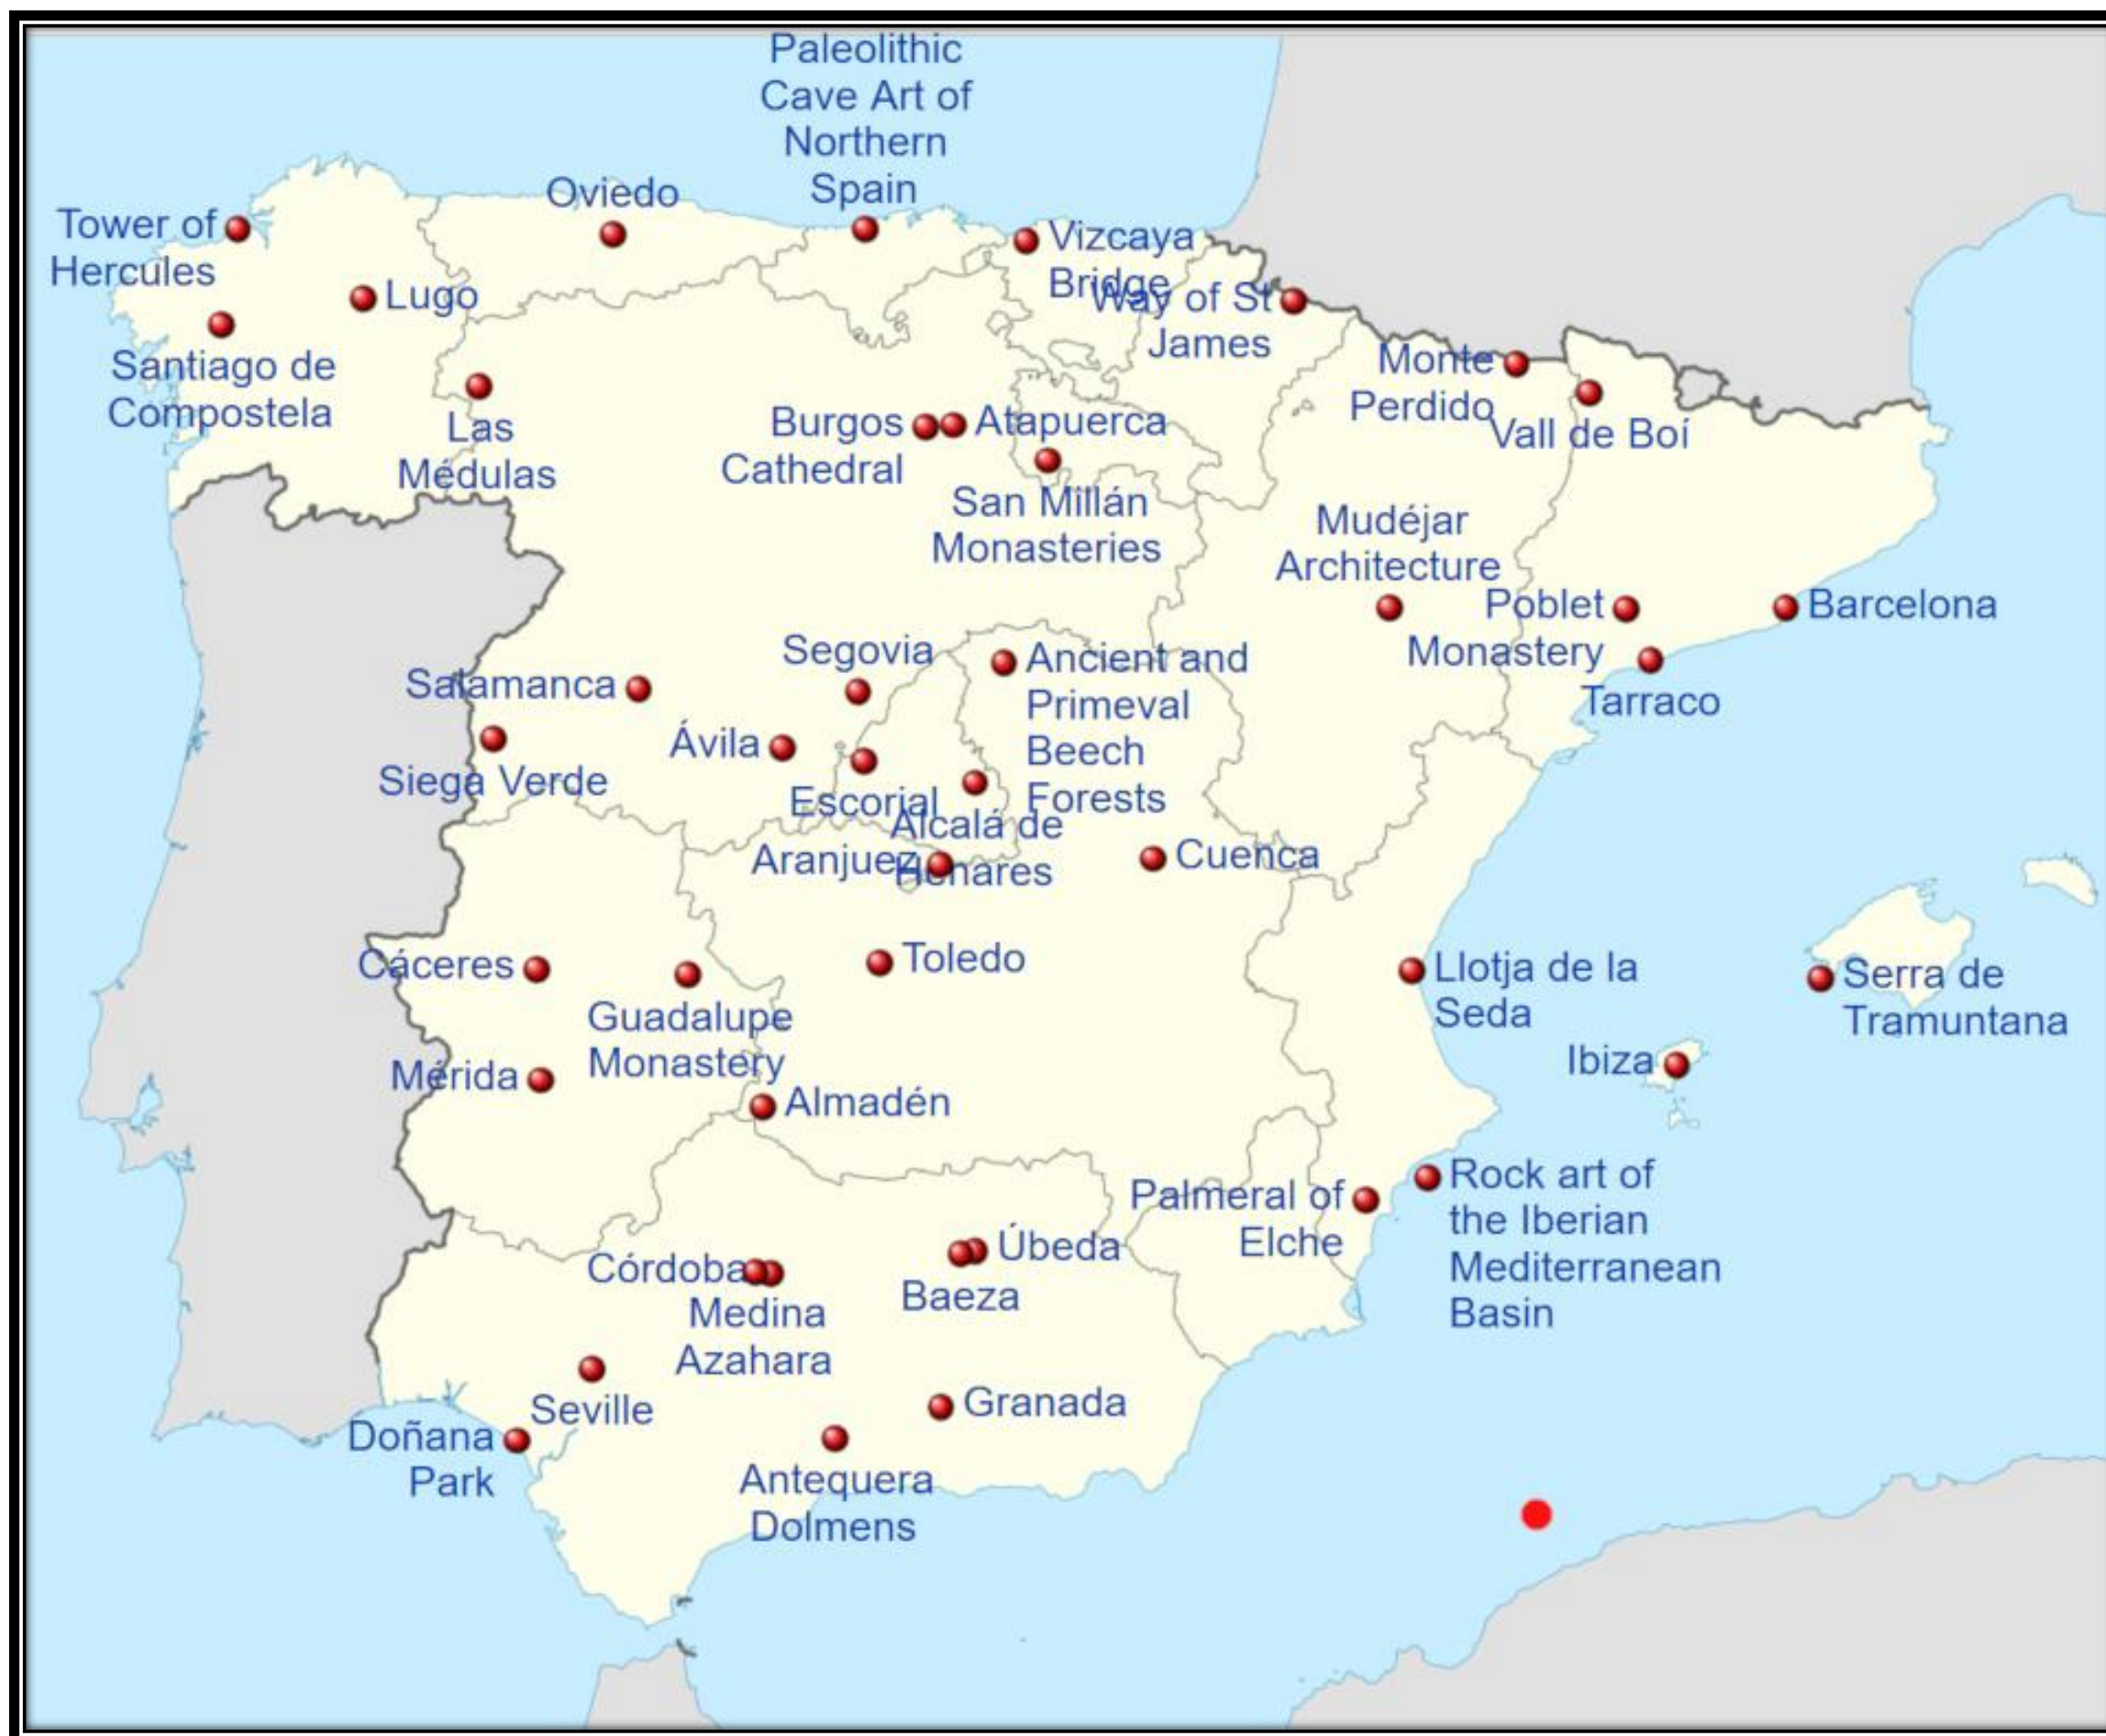 Paleolithic
Cave Art of
Northern
Spain
Oviedo
Tower of
Hercules
Vizcaya
Bridge
Lugo
Way of St
James
Santiago de
Compostela
Monte
Perdido
Las
Médulas
Burgos
Cathedral
Atapuerca
Vall de Boí
San Millán
Monasteries
Mudéjar
Architecture
Poblet
Monastery
Barcelona
Segovia
Ancient and
Primeval
Beech
Forests
Salamanca
Tarraco
Ávila
Siega Verde
Escorial
Alcalá de
Henares
Aranjuez
Cuenca
Cáceres
Toledo
Llotja de la
Seda
Serra de
Tramuntana
Guadalupe
Monastery
Ibiza
Mérida
Almadén
Palmeral of
Elche
Rock art of
the Iberian
Mediterranean
Basin
Úbeda
Baeza
Córdoba
Medina
Azahara
Seville
Granada
Doñana
Park
Antequera
Dolmens